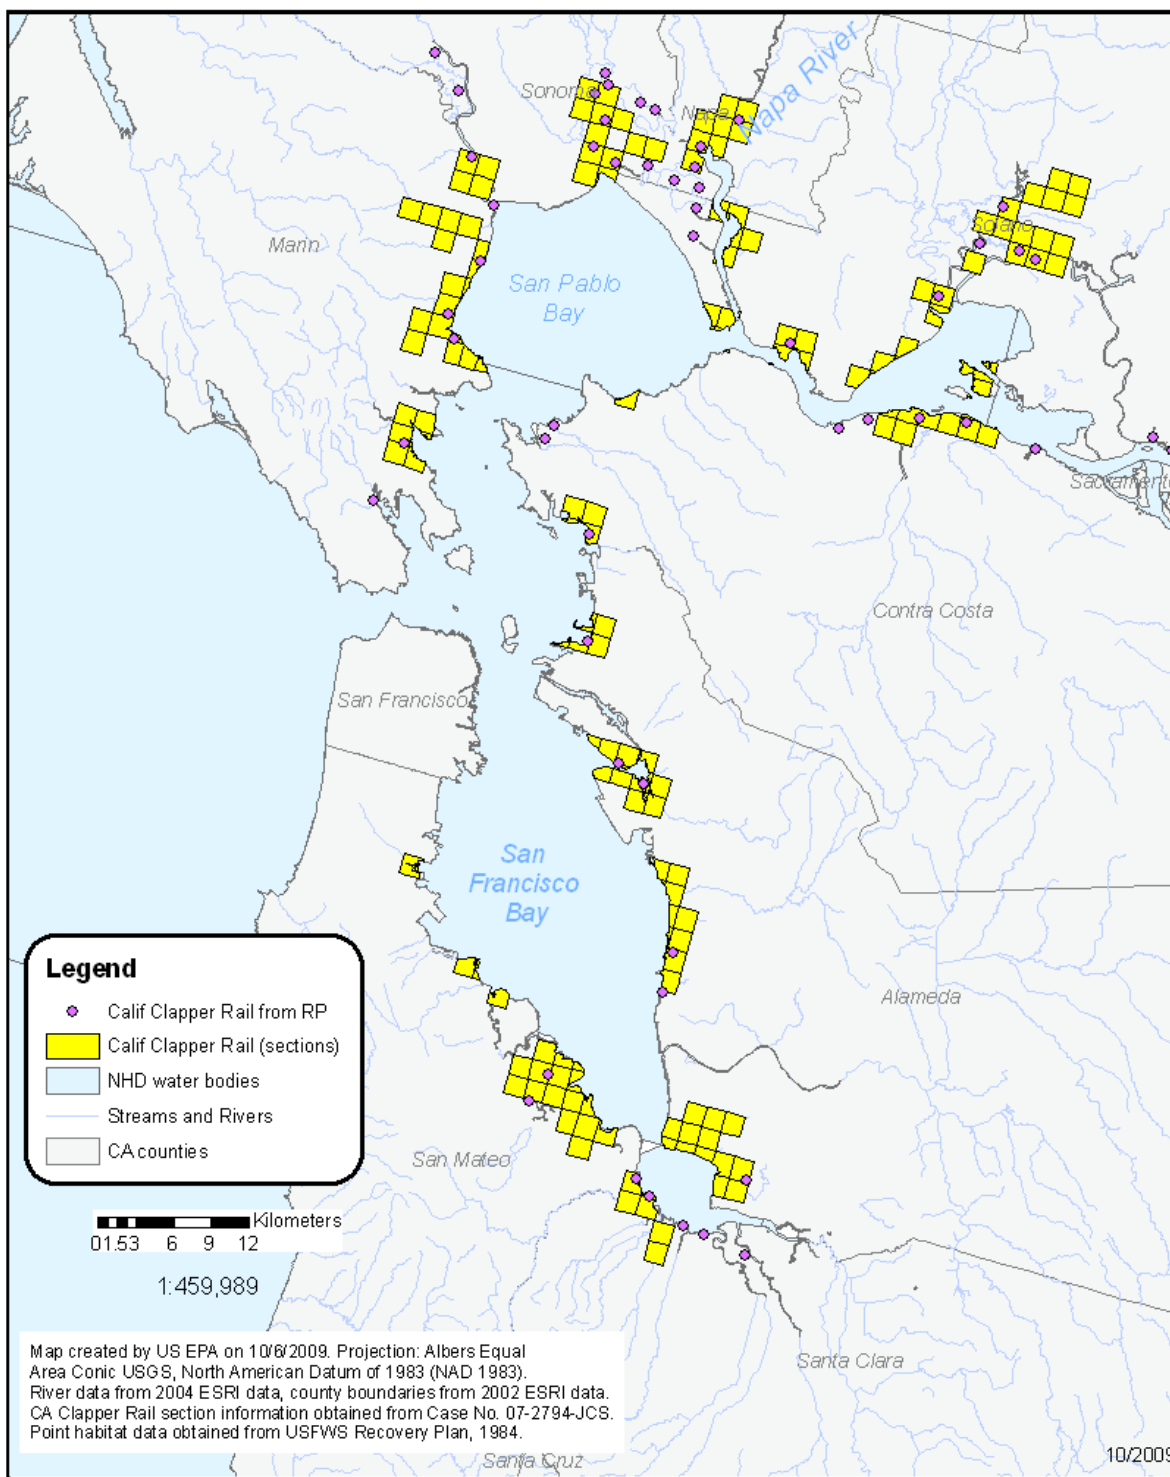 Sonoma
Napa
Napa River
Marin
Solano
San Pablo
Bay
Sacramento
Contra Costa
San Francisco
San
Francisco
Bay
Alameda
Legend
Calif Clapper Rail from RP
Calif Clapper Rail (sections)
NHD water bodies
Streams and Rivers
CA counties
San Mateo
Kilometers
01.53 6 9 12
1:459,989
Map created by US EPA on 10/6/2009. Projection: Albers Equal
Area Conic USGS, North American Datum of 1983 (NAD 1983).
River data from 2004 ESRI data, county boundaries from 2002 ESRI data.
CA Clapper Rail section information obtained from Case No. 07-2794-JCS.
Point habitat data obtained from USFWS Recovery Plan, 1984.
Santa Clara
Santa Cruz
10/2009